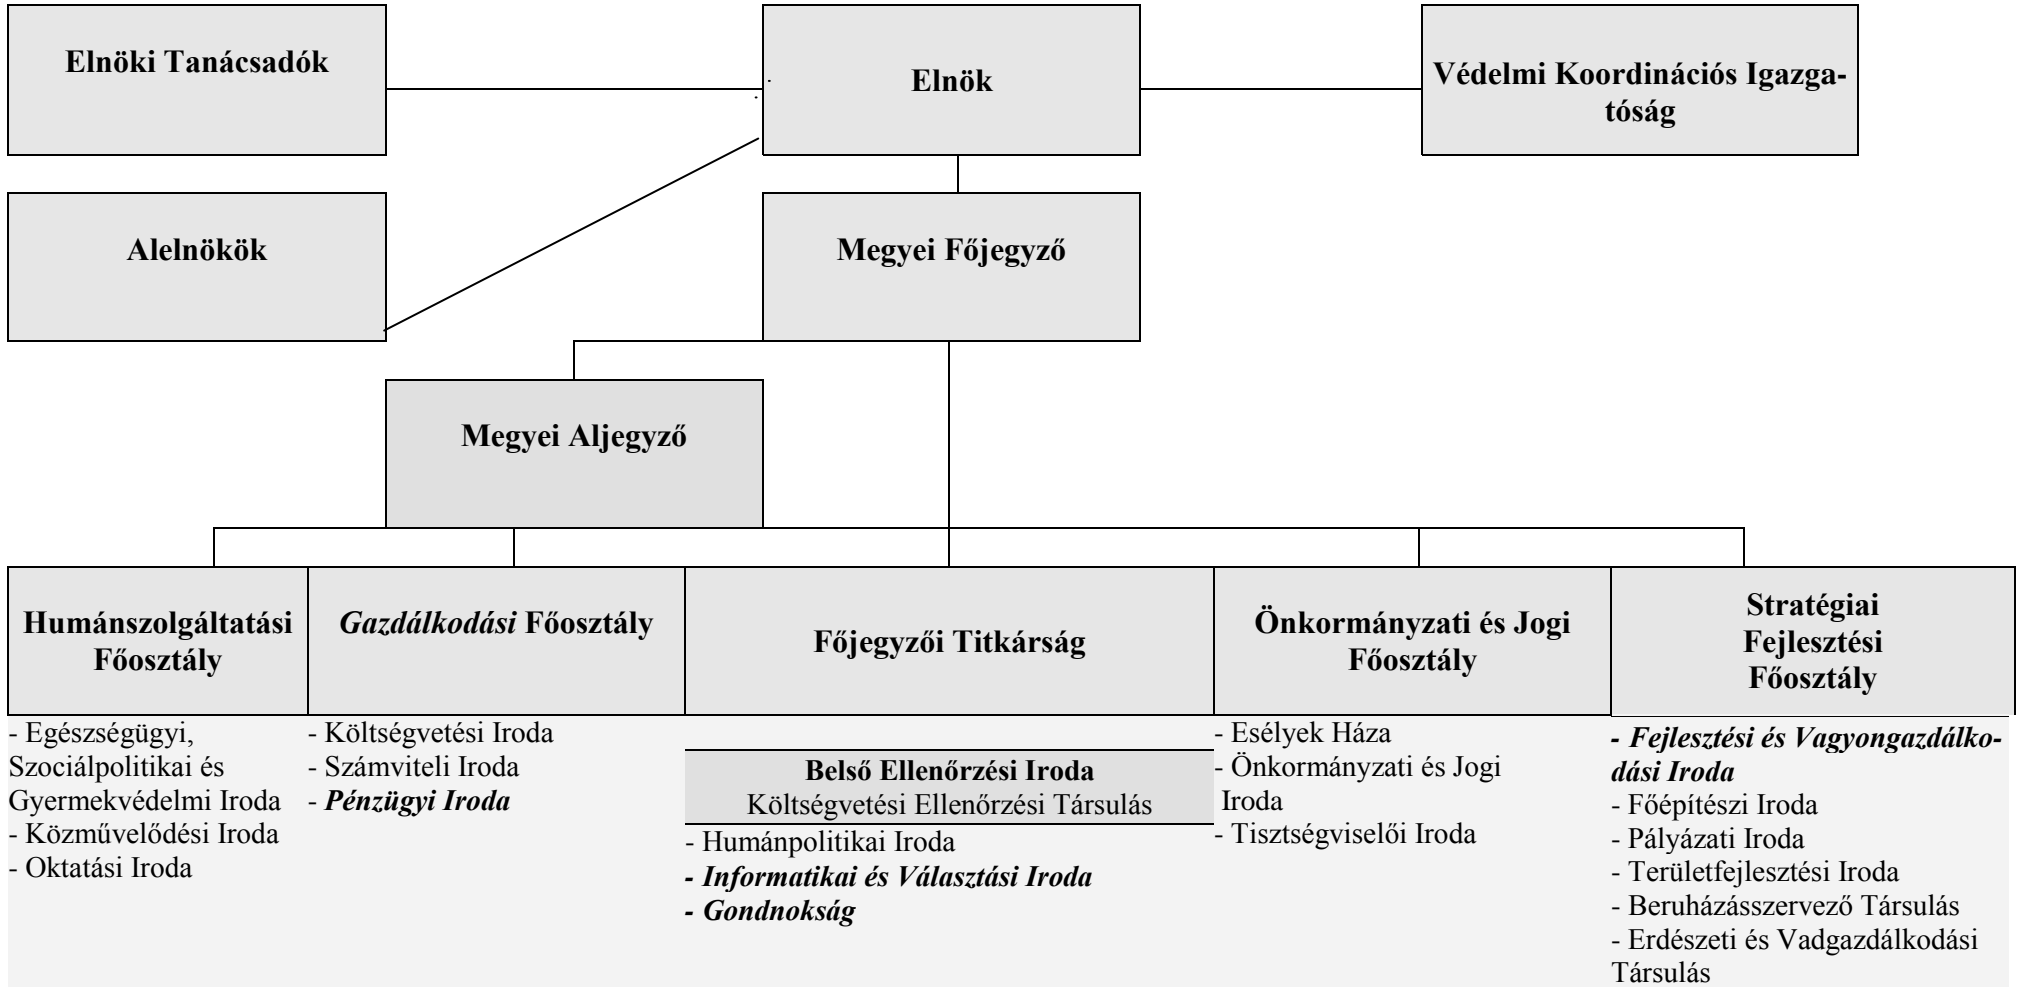 Elnöki Tanácsadók
Elnök
Védelmi Koordinációs Igazga-
tóság
Alelnökök
Megyei Főjegyző
Megyei Aljegyző
Humánszolgáltatási
Főosztály
Gazdálkodási Főosztály
Főjegyzői Titkárság
Önkormányzati és Jogi
Főosztály
Stratégiai
Fejlesztési
Főosztály
- Egészségügyi,
Szociálpolitikai és
Gyermekvédelmi Iroda
- Közművelődési Iroda
- Oktatási Iroda
- Költségvetési Iroda
- Számviteli Iroda
- Pénzügyi Iroda
Belső Ellenőrzési Iroda
Költségvetési Ellenőrzési Társulás
- Humánpolitikai Iroda
- Informatikai és Választási Iroda
- Gondnokság
- Esélyek Háza
- Önkormányzati és Jogi
Iroda
- Tisztségviselői Iroda
- Fejlesztési és Vagyongazdálko-
dási Iroda
- Főépítészi Iroda
- Pályázati Iroda
- Területfejlesztési Iroda
- Beruházásszervező Társulás
- Erdészeti és Vadgazdálkodási
Társulás